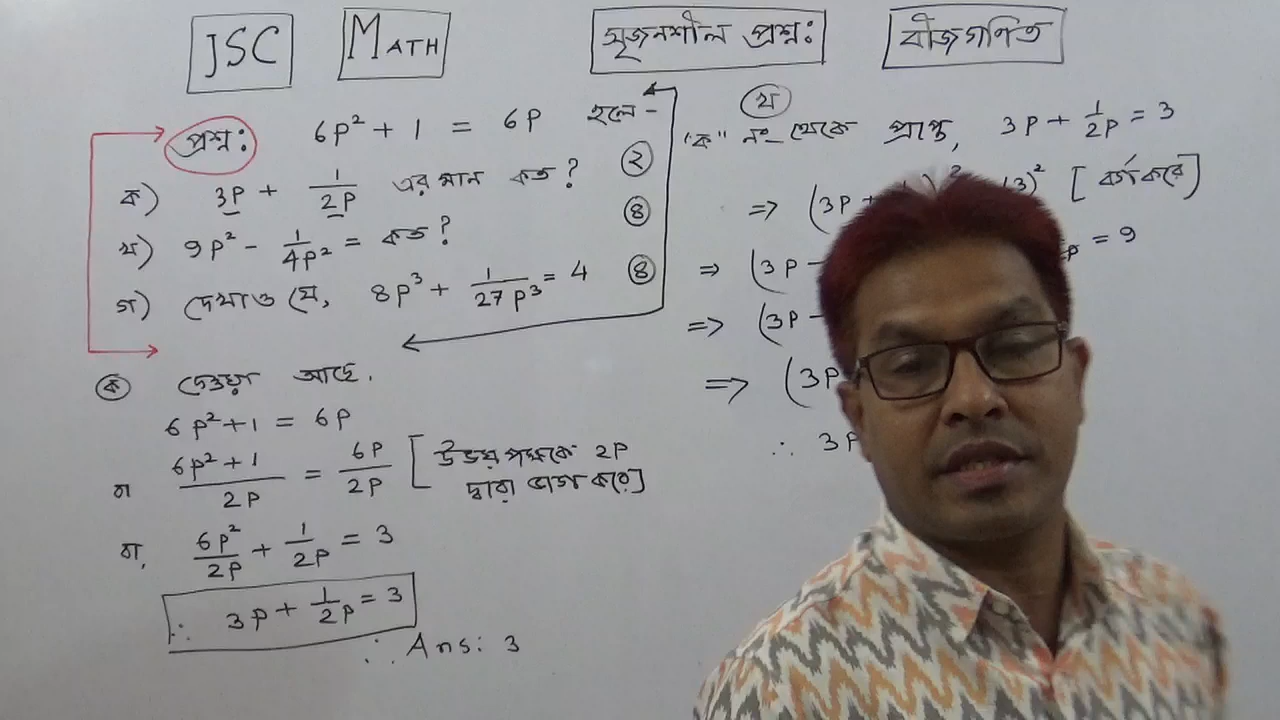 JSC MATH সৃজনশীল প্রশ্ন: বীজগণিত
প্রশ্ন: 6p² + 1 = 6p হলে-
ক) 3p + 1/2p এর মান কত? ২
খ) 9p² - 1/4p² = কত? ৪
গ) দেখাও যে, 8p³ + 1/27p³ = 4 ৪
ক দেওয়া আছে.
6p² + 1 = 6p
বা 6p² + 1/2p = 6p/2p [উভয় পক্ষকে 2p
দ্বারা ভাগ করে]
বা, 6p²/2p + 1/2p = 3
∴ 3p + 1/2p = 3
∴ Ans: 3
খ
"ক" নং থেকে প্রাপ্ত, 3p + 1/2p = 3
=> (3p + )² (3)² [বর্গ করে]
=> (3p - p = 9
=> (3p -
=> (3p
∴ 3p